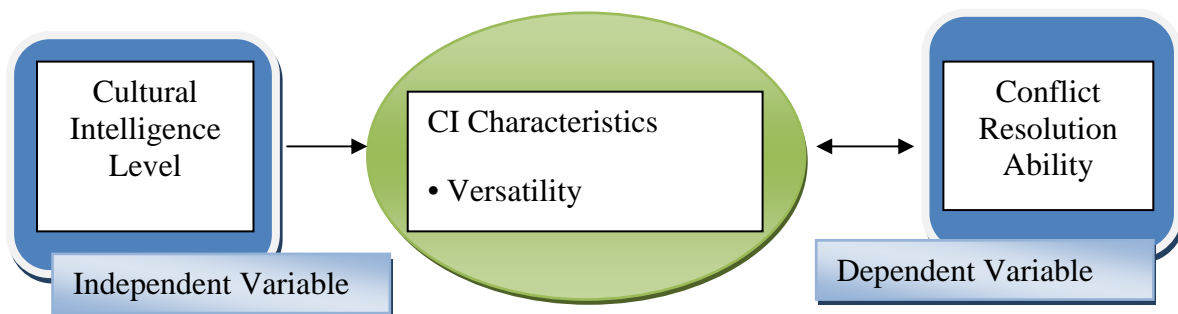 Cultural
Intelligence
Level
Independent Variable
CI Characteristics
• Versatility
Conflict
Resolution
Ability
Dependent Variable